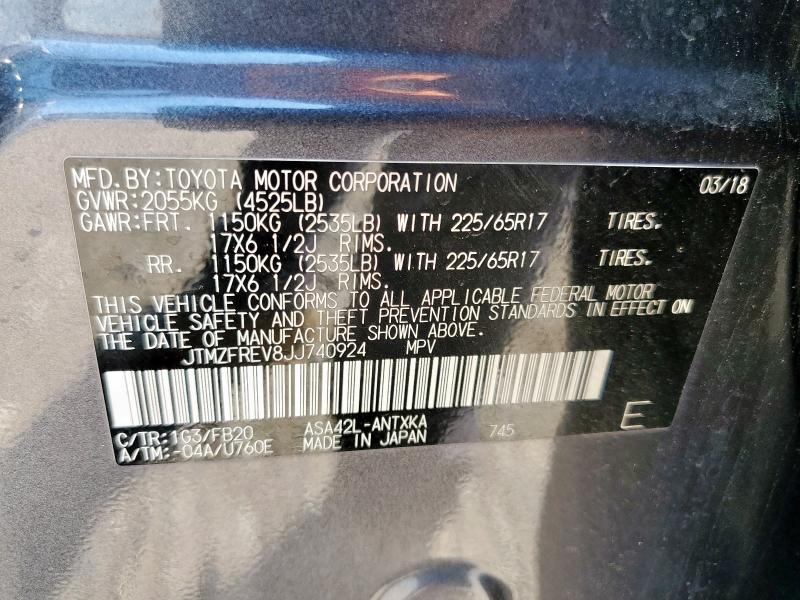 MFD.BY:TOYOTA MOTOR CORPORATION 03/18
GVWR:2055KG (4525LB)
GAWR:FRT. 1150KG (2535LB) WITH 225/65R17 TIRES.
17X6 1/2J RIMS.
RR. 1150KG (2535LB) WITH 225/65R17 TIRES.
17X6 1/2J RIMS.
THIS VEHICLE CONFORMS TO ALL APPLICABLE FEDERAL MOTOR
VEHICLE SAFETY AND THEFT PREVENTION STANDARDS IN EFFECT ON
THE DATE OF MANUFACTURE SHOWN ABOVE.
JTMZFREV8JJ740924 MPV
C/TR:1G3/FB20 ASA42L-ANTXKA 745 E
A/TM:-04A/U760E MADE IN JAPAN